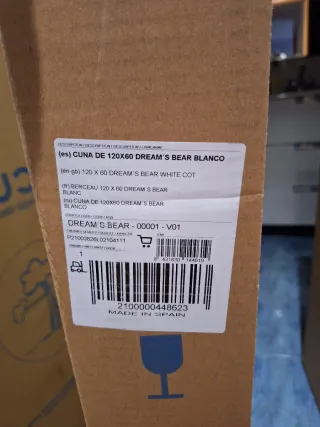 (es) CUNA DE 120X60 DREAM´S BEAR BLANCO
(en-gb) 120 X 60 DREAM´S BEAR WHITE COT
(fr) BERCEAU 120 X 60 DREAM´S BEAR
BLANC
CUNA DE 120X60 DREAM´S BEAR
BLANCO
DREAM´S BEAR - 00001 - V01
1
2100000448623
MADE IN SPAIN